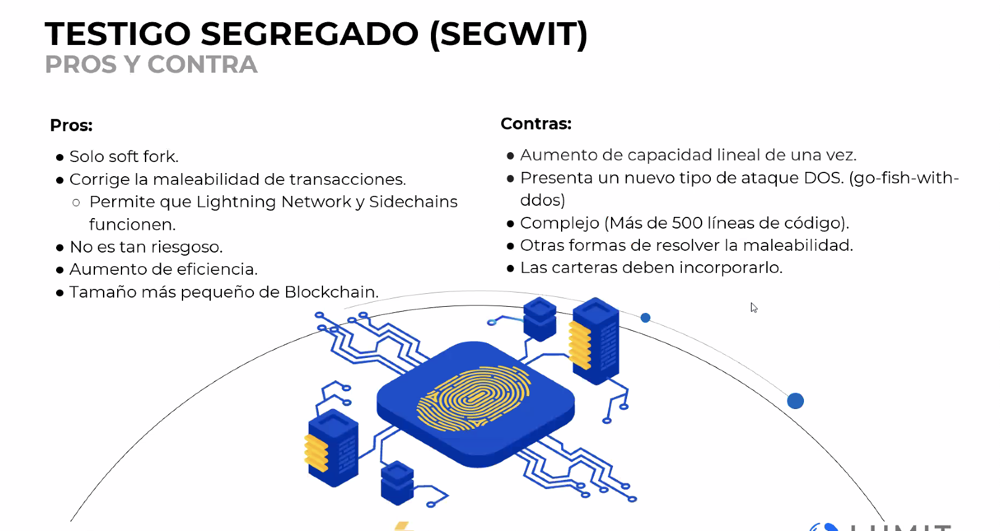 TESTIGO SEGREGADO (SEGWIT)
PROS Y CONTRA
Pros:
● Solo soft fork.
● Corrige la maleabilidad de transacciones.
○ Permite que Lightning Network y Sidechains
funcionen.
● No es tan riesgoso.
● Aumento de eficiencia.
● Tamaño más pequeño de Blockchain.
Contras:
● Aumento de capacidad lineal de una vez.
● Presenta un nuevo tipo de ataque DOS. (go-fish-with-
ddos)
● Complejo (Más de 500 líneas de código).
● Otras formas de resolver la maleabilidad.
● Las carteras deben incorporarlo.